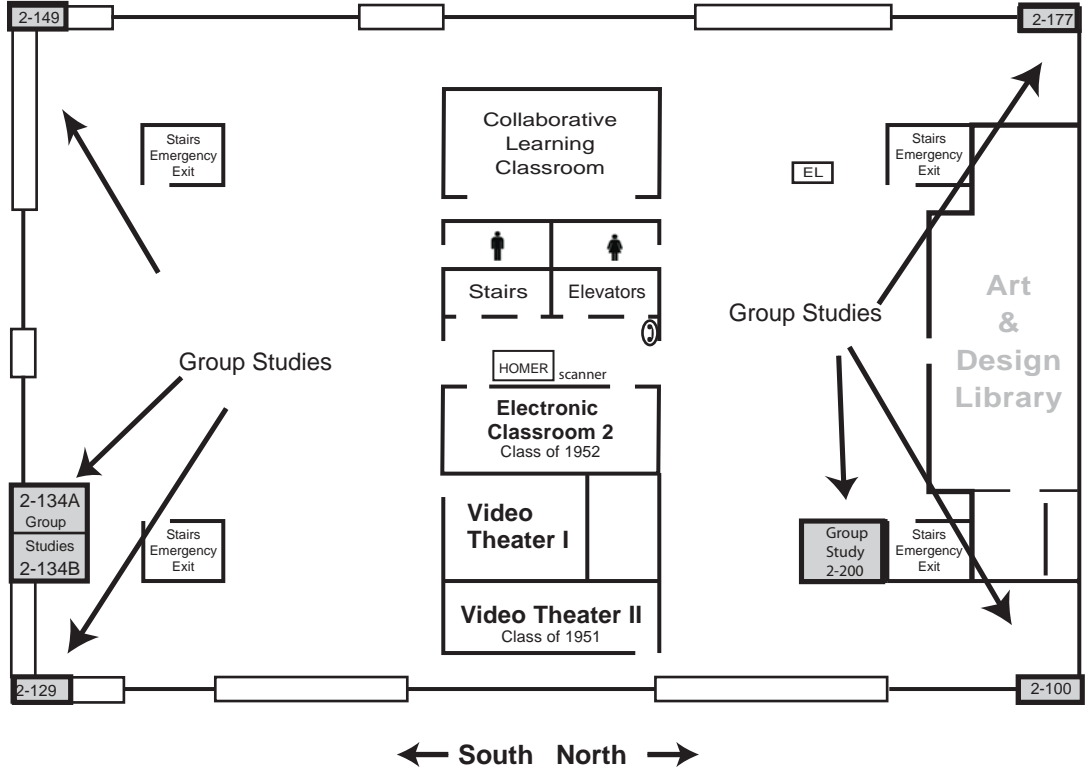 2-149
2-177
Collaborative
Learning
Classroom
Stairs
Emergency
Exit
Stairs
Emergency
Exit
EL
Stairs
Elevators
Art
&
Design
Library
Group Studies
Group Studies
HOMER
scanner
Electronic
Classroom 2
Class of 1952
2-134A
Group
Studies
2-134B
Stairs
Emergency
Exit
Video
Theater I
Group
Study
2-200
Stairs
Emergency
Exit
Video Theater II
Class of 1951
2-129
2-100
South North